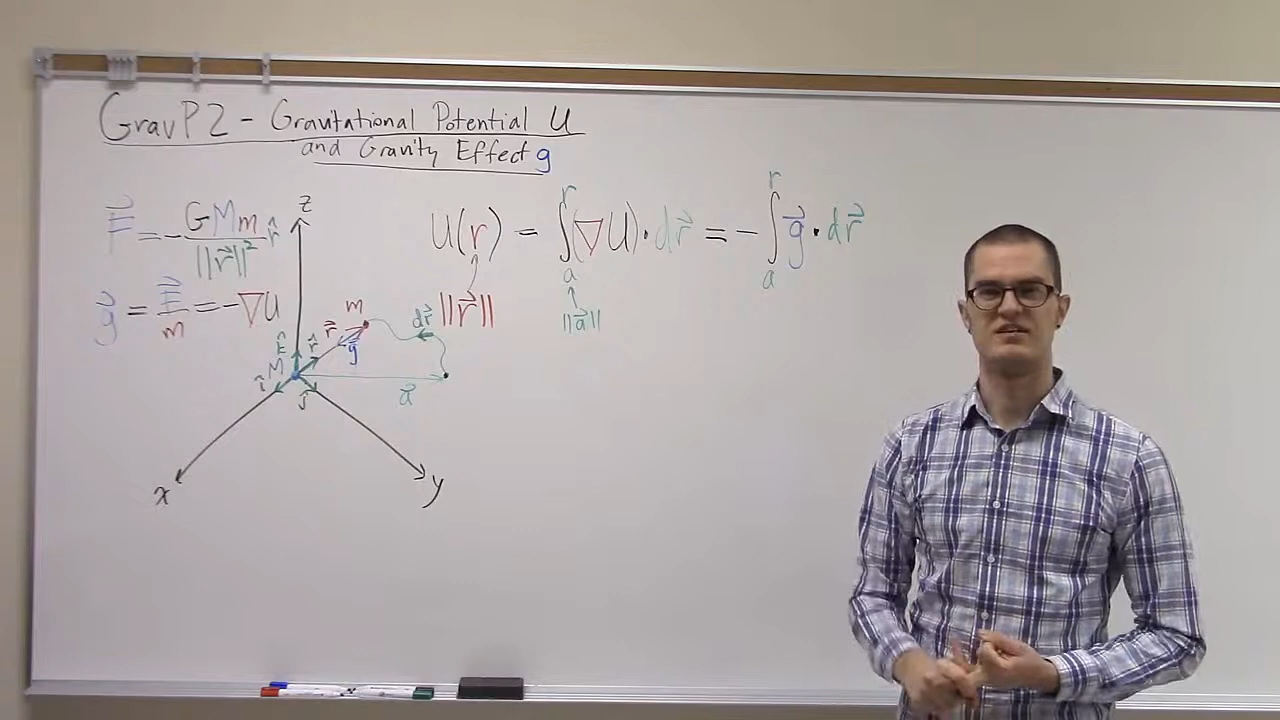 GravP2 - Gravitational Potential U
and Gravity Effect g
F⃗ = - GMm / ||r⃗||² r̂
g⃗ = F⃗/m = -∇U
U(r) = ∫ₐʳ (∇U)·dr⃗ = - ∫ₐʳ g⃗·dr⃗
||r⃗||
||a⃗||
z
m
r⃗
g⃗
dr⃗
k̂
r̂
M
î
ĵ
a⃗
x
y